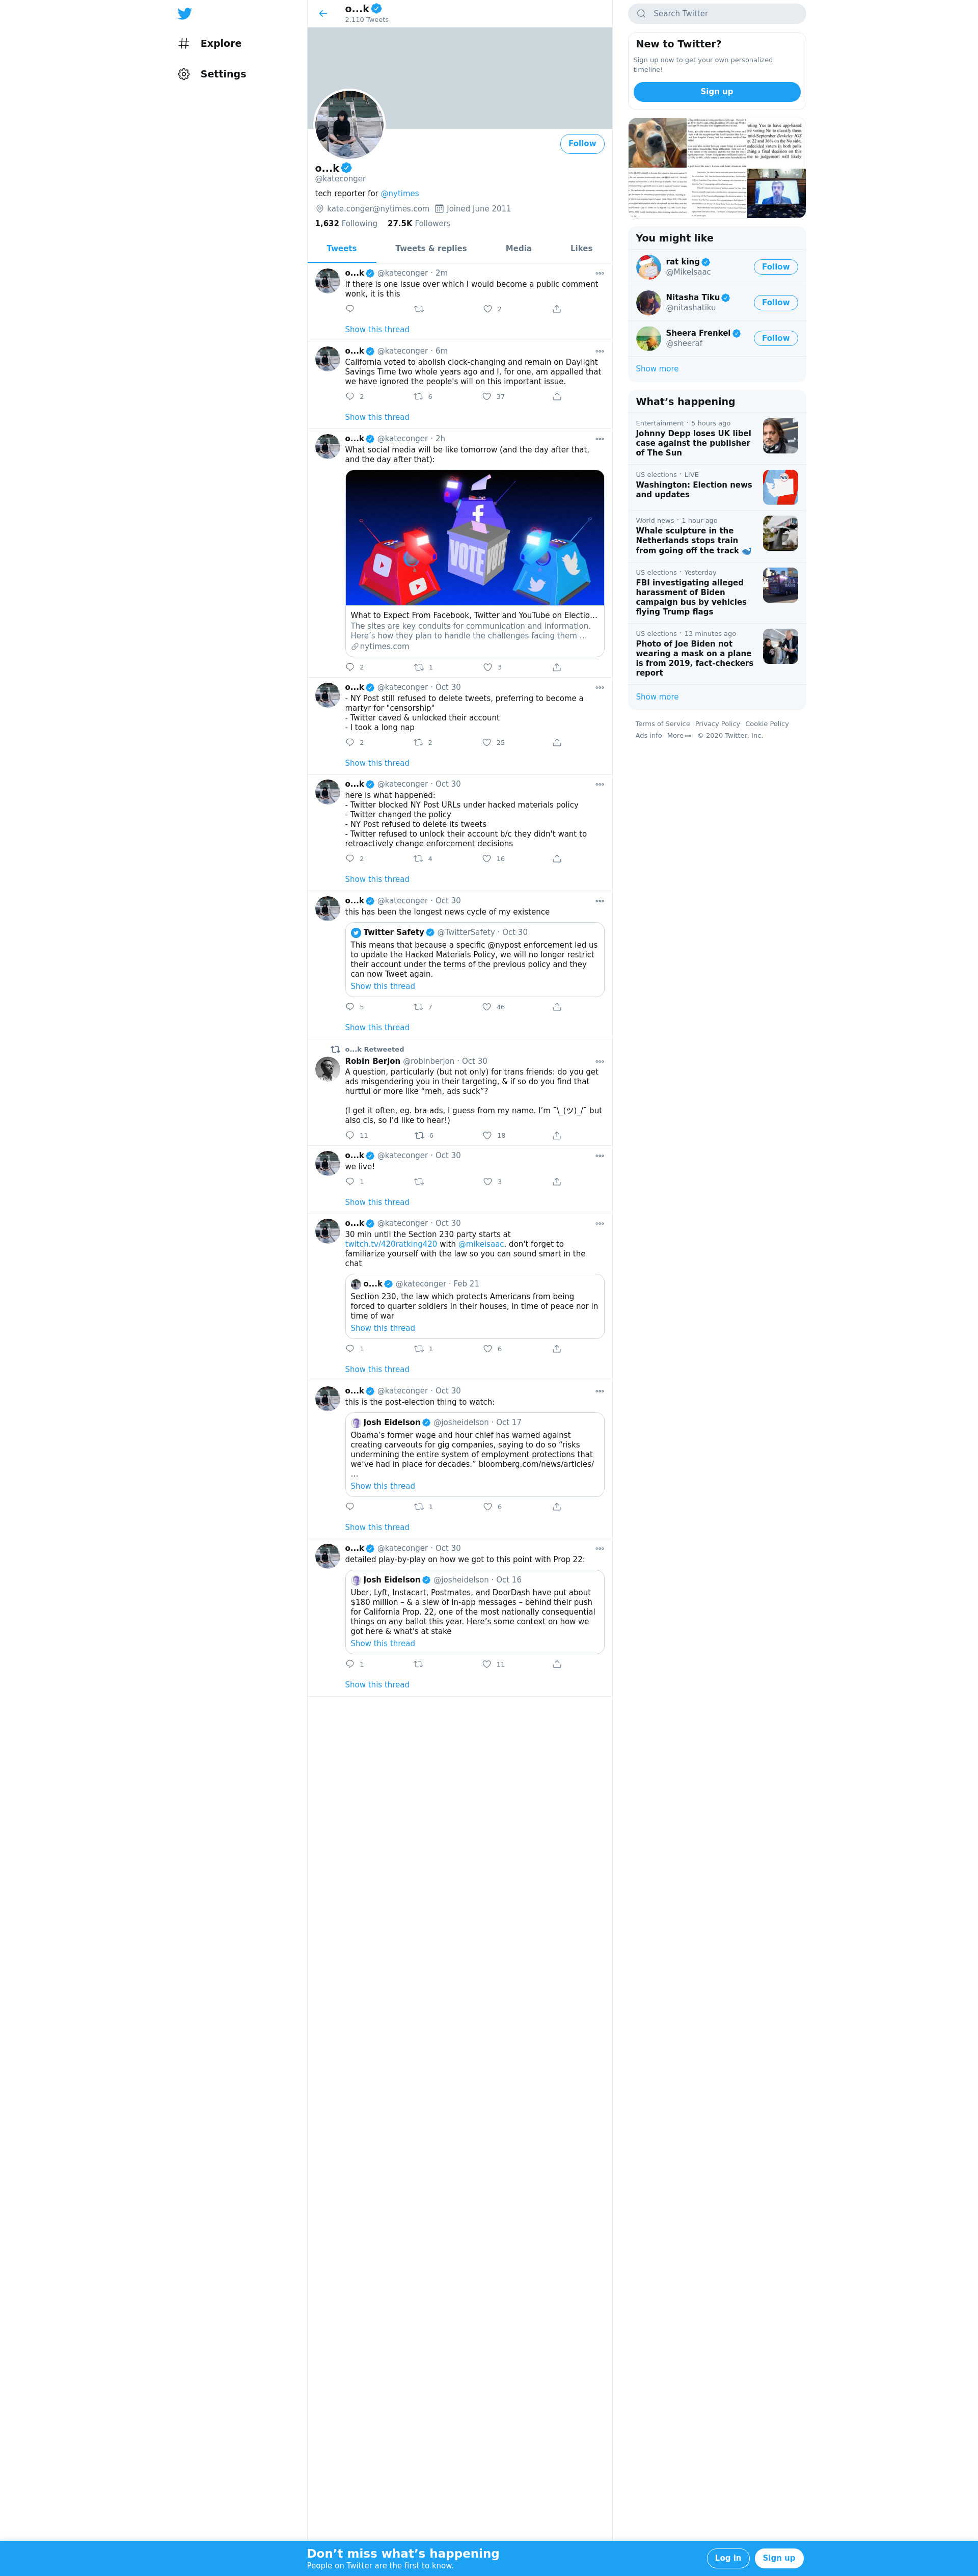 Explore
Settings
o...k
2,110 Tweets
Follow
o...k
@kateconger
tech reporter for @nytimes
kate.conger@nytimes.com Joined June 2011
1,632 Following 27.5K Followers
Tweets Tweets & replies Media Likes
o...k @kateconger · 2m
If there is one issue over which I would become a public comment
wonk, it is this
2
Show this thread
o...k @kateconger · 6m
California voted to abolish clock-changing and remain on Daylight
Savings Time two whole years ago and I, for one, am appalled that
we have ignored the people's will on this important issue.
2 6 37
Show this thread
o...k @kateconger · 2h
What social media will be like tomorrow (and the day after that,
and the day after that):
VOTE
What to Expect From Facebook, Twitter and YouTube on Electio...
The sites are key conduits for communication and information.
Here's how they plan to handle the challenges facing them ...
nytimes.com
2 1 3
o...k @kateconger · Oct 30
- NY Post still refused to delete tweets, preferring to become a
martyr for "censorship"
- Twitter caved & unlocked their account
- I took a long nap
2 2 25
Show this thread
o...k @kateconger · Oct 30
here is what happened:
- Twitter blocked NY Post URLs under hacked materials policy
- Twitter changed the policy
- NY Post refused to delete its tweets
- Twitter refused to unlock their account b/c they didn't want to
retroactively change enforcement decisions
2 4 16
Show this thread
o...k @kateconger · Oct 30
this has been the longest news cycle of my existence
Twitter Safety @TwitterSafety · Oct 30
This means that because a specific @nypost enforcement led us
to update the Hacked Materials Policy, we will no longer restrict
their account under the terms of the previous policy and they
can now Tweet again.
Show this thread
5 7 46
Show this thread
o...k Retweeted
Robin Berjon @robinberjon · Oct 30
A question, particularly (but not only) for trans friends: do you get
ads misgendering you in their targeting, & if so do you find that
hurtful or more like “meh, ads suck”?
(I get it often, eg. bra ads, I guess from my name. I’m ¯\_(ツ)_/¯ but
also cis, so I’d like to hear!)
11 6 18
o...k @kateconger · Oct 30
we live!
1 3
Show this thread
o...k @kateconger · Oct 30
30 min until the Section 230 party starts at
twitch.tv/420ratking420 with @mikeisaac. don't forget to
familiarize yourself with the law so you can sound smart in the
chat
o...k @kateconger · Feb 21
Section 230, the law which protects Americans from being
forced to quarter soldiers in their houses, in time of peace nor in
time of war
Show this thread
1 1 6
Show this thread
o...k @kateconger · Oct 30
this is the post-election thing to watch:
Josh Eidelson @josheidelson · Oct 17
Obama’s former wage and hour chief has warned against
creating carveouts for gig companies, saying to do so “risks
undermining the entire system of employment protections that
we’ve had in place for decades.” bloomberg.com/news/articles/
…
Show this thread
1 6
Show this thread
o...k @kateconger · Oct 30
detailed play-by-play on how we got to this point with Prop 22:
Josh Eidelson @josheidelson · Oct 16
Uber, Lyft, Instacart, Postmates, and DoorDash have put about
$180 million – & a slew of in-app messages – behind their push
for California Prop. 22, one of the most nationally consequential
things on any ballot this year. Here’s some context on how we
got here & what's at stake
Show this thread
1 11
Show this thread
Search Twitter
New to Twitter?
Sign up now to get your own personalized
timeline!
Sign up
You might like
rat king
@MikeIsaac
Follow
Nitasha Tiku
@nitashatiku
Follow
Sheera Frenkel
@sheeraf
Follow
Show more
What’s happening
Entertainment · 5 hours ago
Johnny Depp loses UK libel
case against the publisher
of The Sun
US elections · LIVE
Washington: Election news
and updates
World news · 1 hour ago
Whale sculpture in the
Netherlands stops train
from going off the track 🐋
US elections · Yesterday
FBI investigating alleged
harassment of Biden
campaign bus by vehicles
flying Trump flags
US elections · 13 minutes ago
Photo of Joe Biden not
wearing a mask on a plane
is from 2019, fact-checkers
report
Show more
Terms of Service Privacy Policy Cookie Policy
Ads info More © 2020 Twitter, Inc.
Don’t miss what’s happening
People on Twitter are the first to know.
Log in Sign up